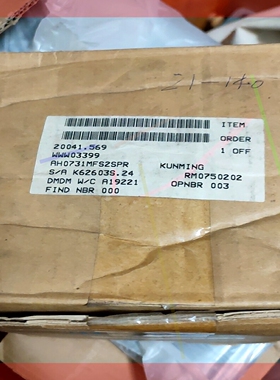 21-140
ITEM
ORDER
20041.569 1 OFF
WWW03399
AH0731MFS2SPR KUNMING
S/A K62603S.24 RM0750202
DMDM W/C A19221 OPNBR 003
FIND NBR 000